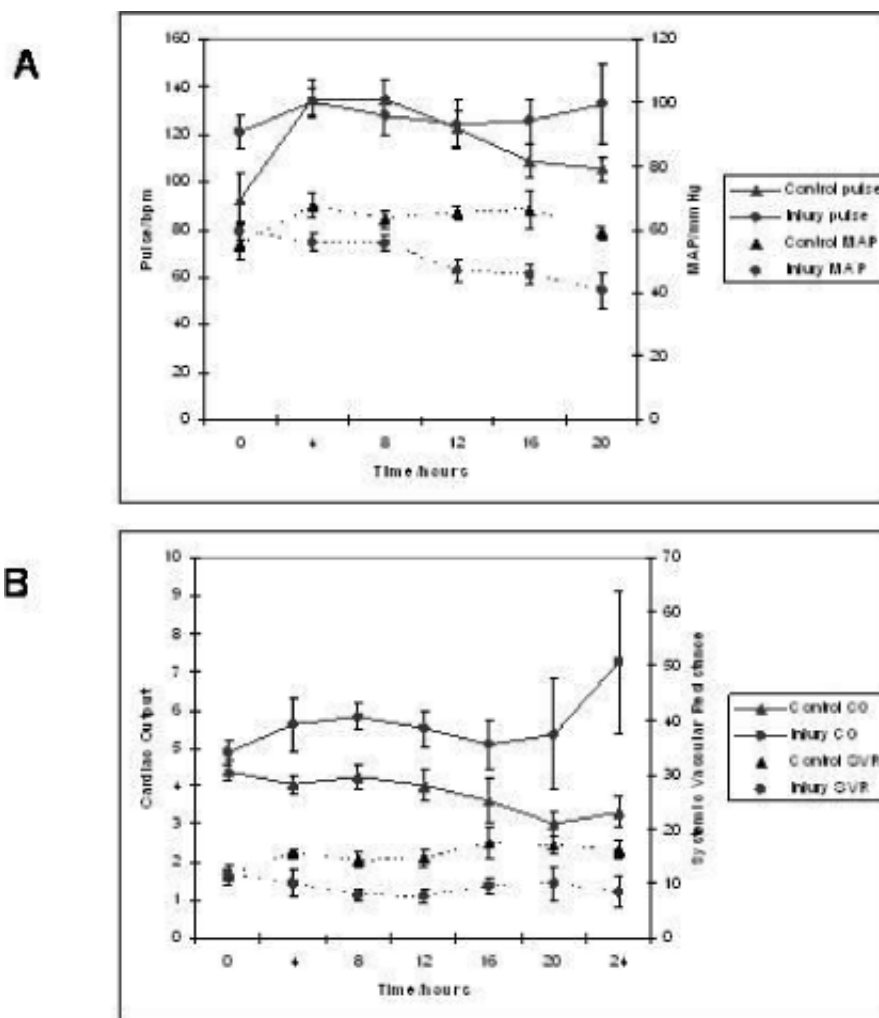 A
160
140
120
100
80
60
40
20
0
Pulse/bpm
120
100
80
60
40
20
0
MAP/mm Hg
0 4 8 12 16 20
Time/hours
Control pulse
Injury pulse
Control MAP
Injury MAP
B
10
9
8
7
6
5
4
3
2
1
0
Cardiac Output
70
60
50
40
30
20
10
0
Systemic Vascular Resistance
0 4 8 12 16 20 24
Time/hours
Control CO
Injury CO
Control SVR
Injury SVR